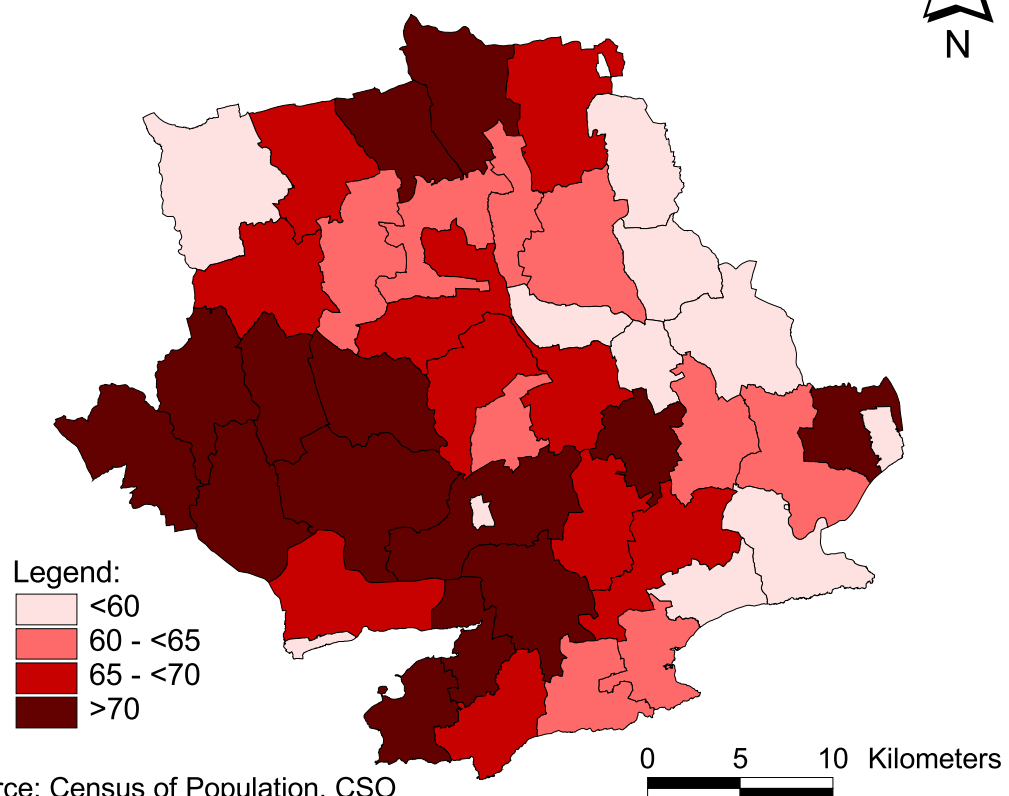 N
Legend:
<60
60 - <65
65 - <70
>70
0 5 10 Kilometers
Census of Population, CSO